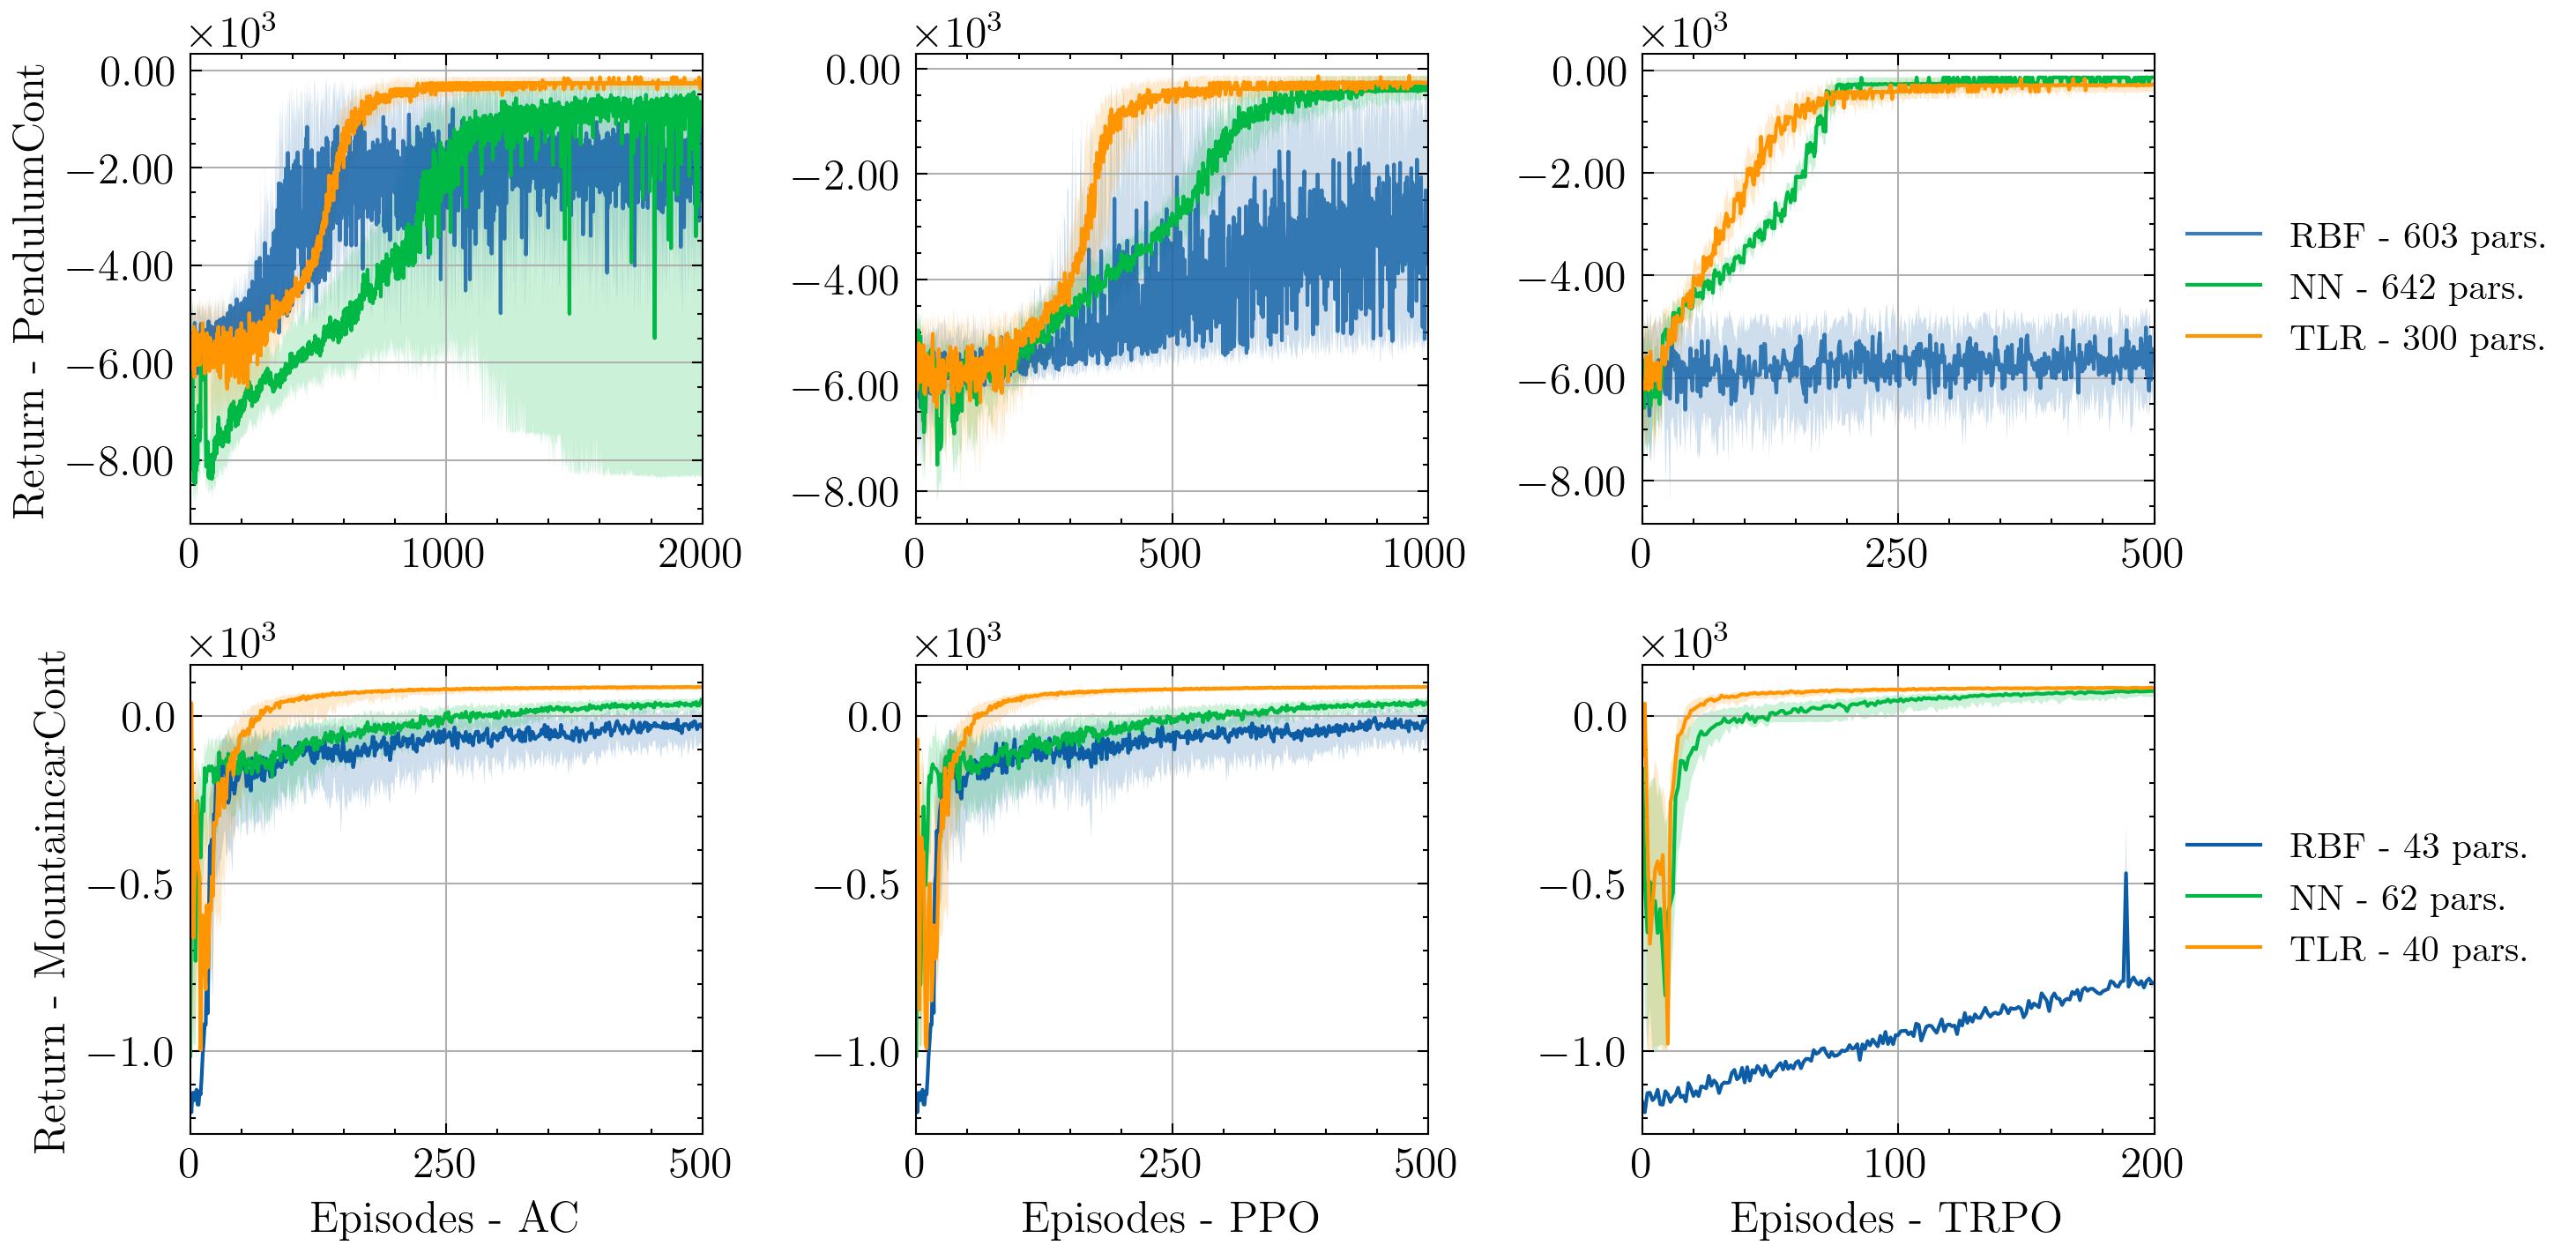 ×10³
0.00
−2.00
−4.00
−6.00
−8.00
0 1000 2000
Return - PendulumCont
×10³
0.00
−2.00
−4.00
−6.00
−8.00
0 500 1000
×10³
0.00
−2.00
−4.00
−6.00
−8.00
0 250 500
RBF - 603 pars.
NN - 642 pars.
TLR - 300 pars.
×10³
0.0
−0.5
−1.0
0 250 500
Return - MountaincarCont
Episodes - AC
×10³
0.0
−0.5
−1.0
0 250 500
Episodes - PPO
×10³
0.0
−0.5
−1.0
0 100 200
Episodes - TRPO
RBF - 43 pars.
NN - 62 pars.
TLR - 40 pars.